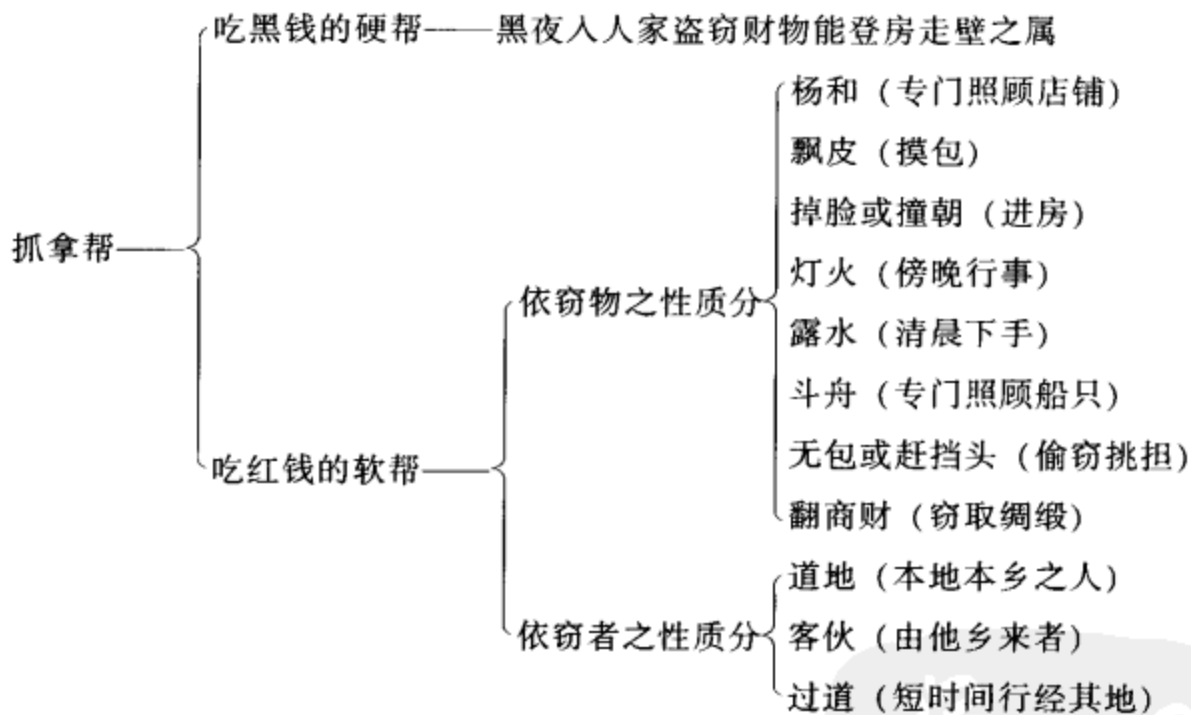 吃黑钱的硬帮——黑夜入人家盗窃财物能登房走壁之属
杨和（专门照顾店铺）
飘皮（摸包）
掉脸或撞朝（进房）
抓拿帮
灯火（傍晚行事）
依窃物之性质分
露水（清晨下手）
斗舟（专门照顾船只）
吃红钱的软帮
无包或赶挡头（偷窃挑担）
翻商财（窃取绸缎）
道地（本地本乡之人）
依窃者之性质分
客伙（由他乡来者）
过道（短时间行经其地）